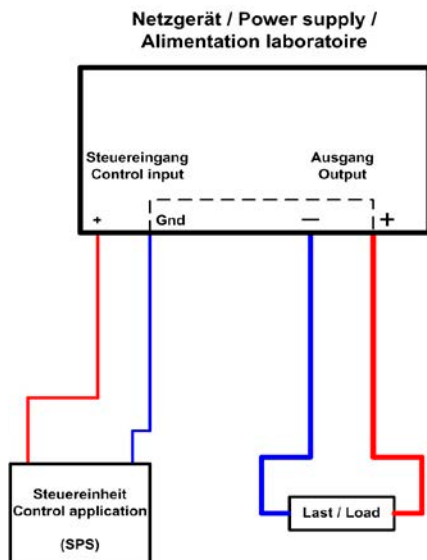 Netzgerät / Power supply /
Alimentation laboratoire
Steuereingang
Control input
Ausgang
Output
+
Gnd
—
+
Steuereinheit
Control application
(SPS)
Last / Load